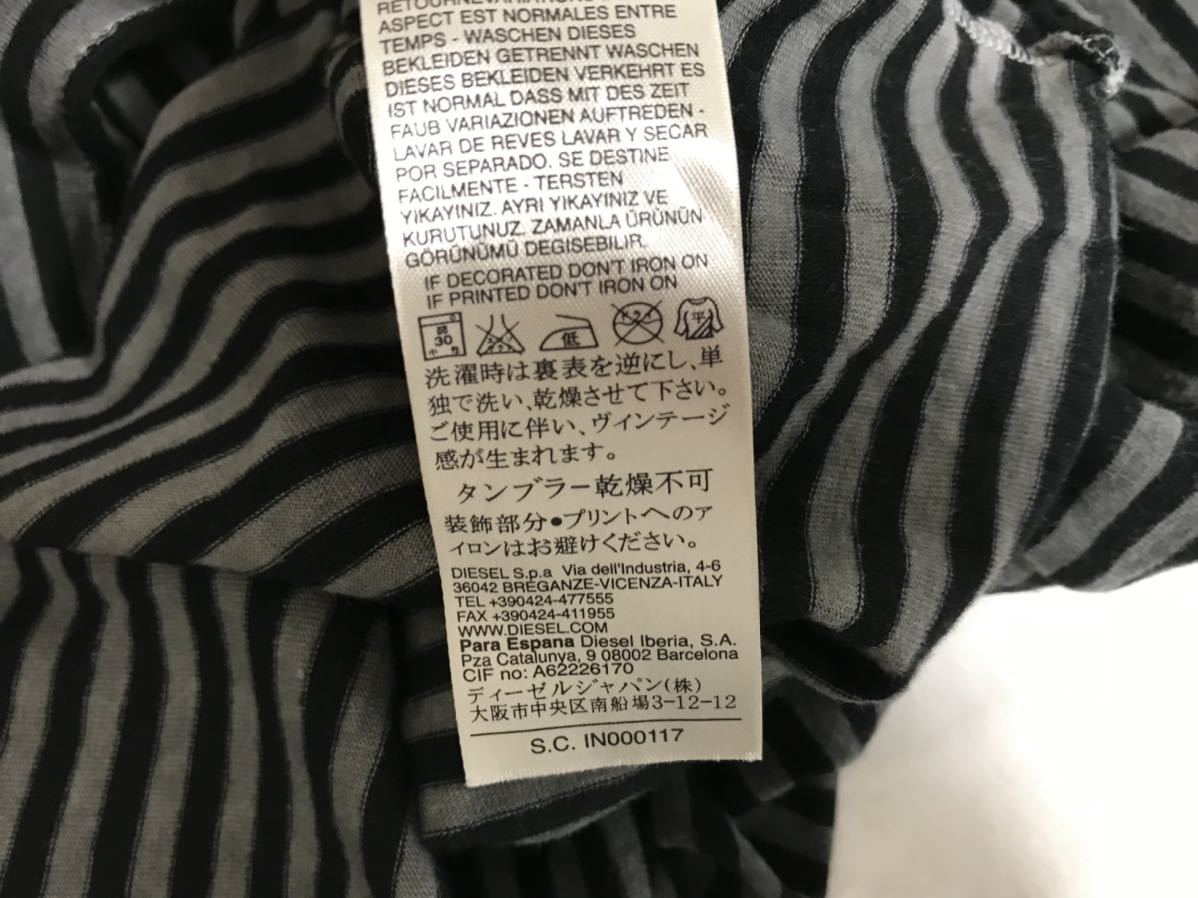 RETOURNEVARIATIONS
ASPECT EST NORMALES ENTRE
TEMPS - WASCHEN DIESES
BEKLEIDEN GETRENNT WASCHEN
DIESES BEKLEIDEN VERKEHRT ES
IST NORMAL DASS MIT DES ZEIT
FAUB VARIAZIONEN AUFTREDEN -
LAVAR DE REVES LAVAR Y SECAR
POR SEPARADO. SE DESTINE
FACILMENTE - TERSTEN
YIKAYINIZ. AYRI YIKAYINIZ VE
KURUTUNUZ. ZAMANLA ÜRÜNÜN
GÖRÜNÜMÜ DEGISEBILIR.
IF DECORATED DON'T IRON ON
IF PRINTED DON'T IRON ON
30 低 平
洗濯時は裏表を逆にし、単
独で洗い、乾燥させて下さい。
ご使用に伴い、ヴィンテージ
感が生まれます。
タンブラー乾燥不可
装飾部分●プリントへのア
イロンはお避けください。
DIESEL S.p.a Via dell'Industria, 4-6
36042 BREGANZE-VICENZA-ITALY
TEL +390424-477555
FAX +390424-411955
WWW.DIESEL.COM
Para Espana Diesel Iberia, S.A.
Pza Catalunya, 9 08002 Barcelona
CIF no: A62226170
ディーゼルジャパン(株)
大阪市中央区南船場3-12-12
S.C. IN000117